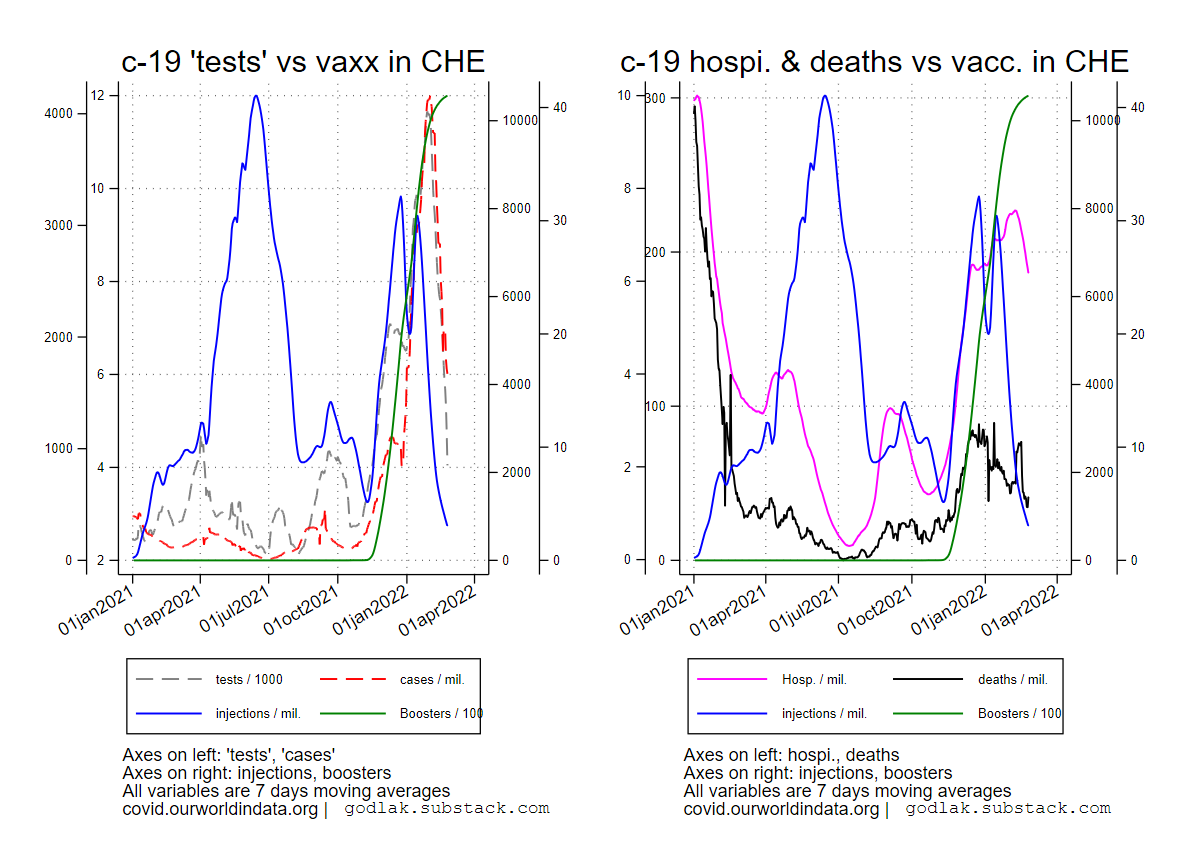 c-19 'tests' vs vaxx in CHE
4000
3000
2000
1000
0
12
10
8
6
4
2
10000
8000
6000
4000
2000
0
40
30
20
10
0
01jan2021
01apr2021
01jul2021
01oct2021
01jan2022
01apr2022
tests / 1000
cases / mil.
injections / mil.
Boosters / 100
Axes on left: 'tests', 'cases'
Axes on right: injections, boosters
All variables are 7 days moving averages
covid.ourworldindata.org | godlak.substack.com
c-19 hospi. & deaths vs vacc. in CHE
10
8
6
4
2
0
300
200
100
0
10000
8000
6000
4000
2000
0
40
30
20
10
0
01jan2021
01apr2021
01jul2021
01oct2021
01jan2022
01apr2022
Hosp. / mil.
deaths / mil.
injections / mil.
Boosters / 100
Axes on left: hospi., deaths
Axes on right: injections, boosters
All variables are 7 days moving averages
covid.ourworldindata.org | godlak.substack.com